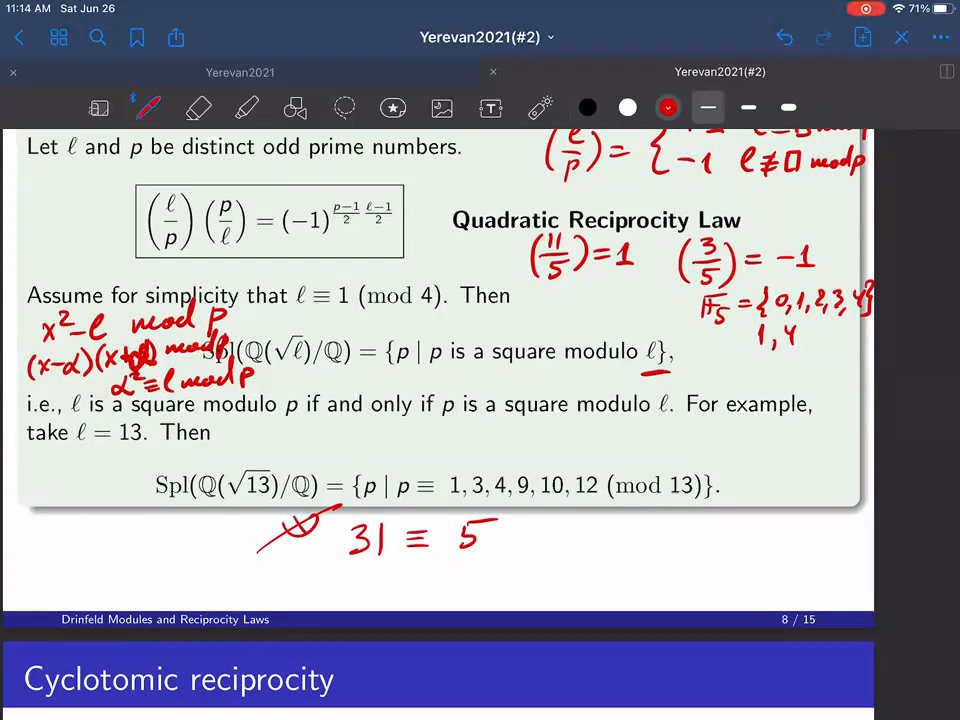 11:14 AM Sat Jun 26
71%
Yerevan2021(#2)
Yerevan2021
Yerevan2021(#2)
Let ℓ and p be distinct odd prime numbers.
(ℓ/p) = { −1 ℓ ≢ □ mod p
(ℓ/p) (p/ℓ) = (−1)^{(p−1)/2 (ℓ−1)/2}
Quadratic Reciprocity Law
(11/5) = 1 (3/5) = −1
Assume for simplicity that ℓ ≡ 1 (mod 4). Then
𝔽₅ = {0,1,2,3,4}
1, 4
x² − ℓ mod p
(x−α)(x+α) mod p
Spl(ℚ(√ℓ)/ℚ) = {p | p is a square modulo ℓ},
α² ≡ ℓ mod p
i.e., ℓ is a square modulo p if and only if p is a square modulo ℓ. For example,
take ℓ = 13. Then
Spl(ℚ(√13)/ℚ) = {p | p ≡ 1, 3, 4, 9, 10, 12 (mod 13)}.
31 ≡ 5
Drinfeld Modules and Reciprocity Laws
8 / 15
Cyclotomic reciprocity